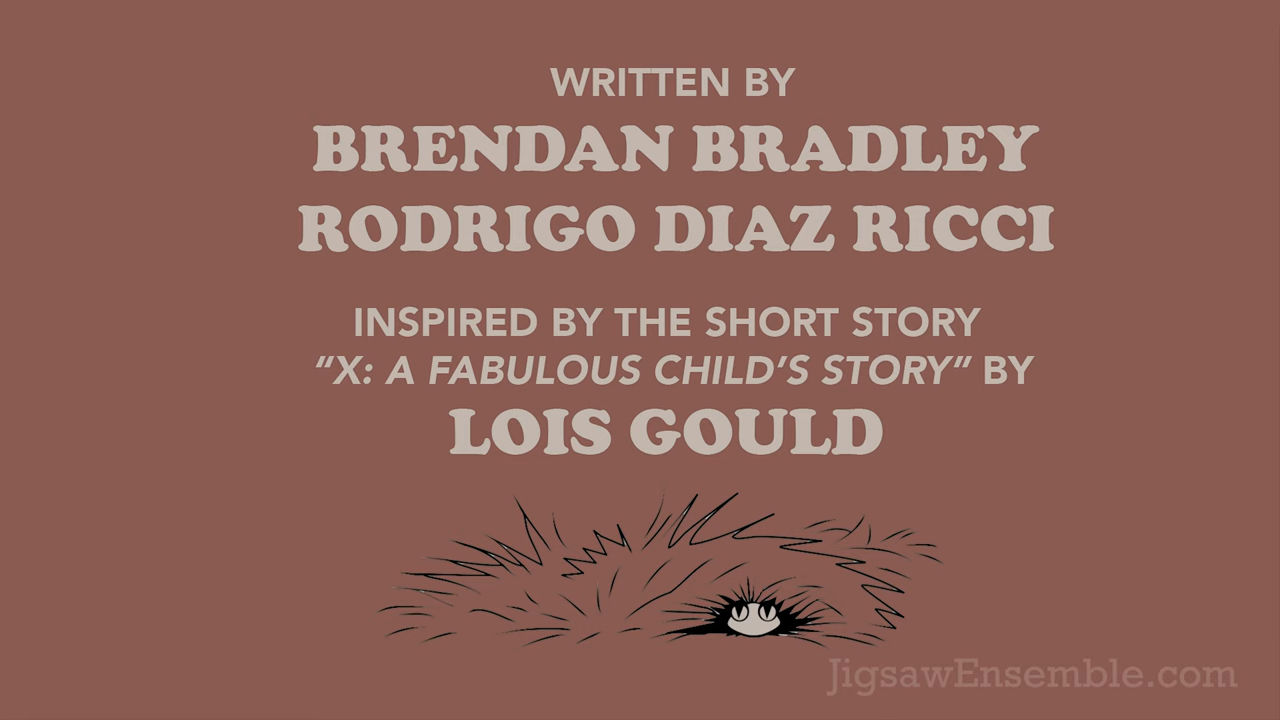 WRITTEN BY
BRENDAN BRADLEY
RODRIGO DIAZ RICCI
INSPIRED BY THE SHORT STORY
“X: A FABULOUS CHILD’S STORY” BY
LOIS GOULD
JigsawEnsemble.com